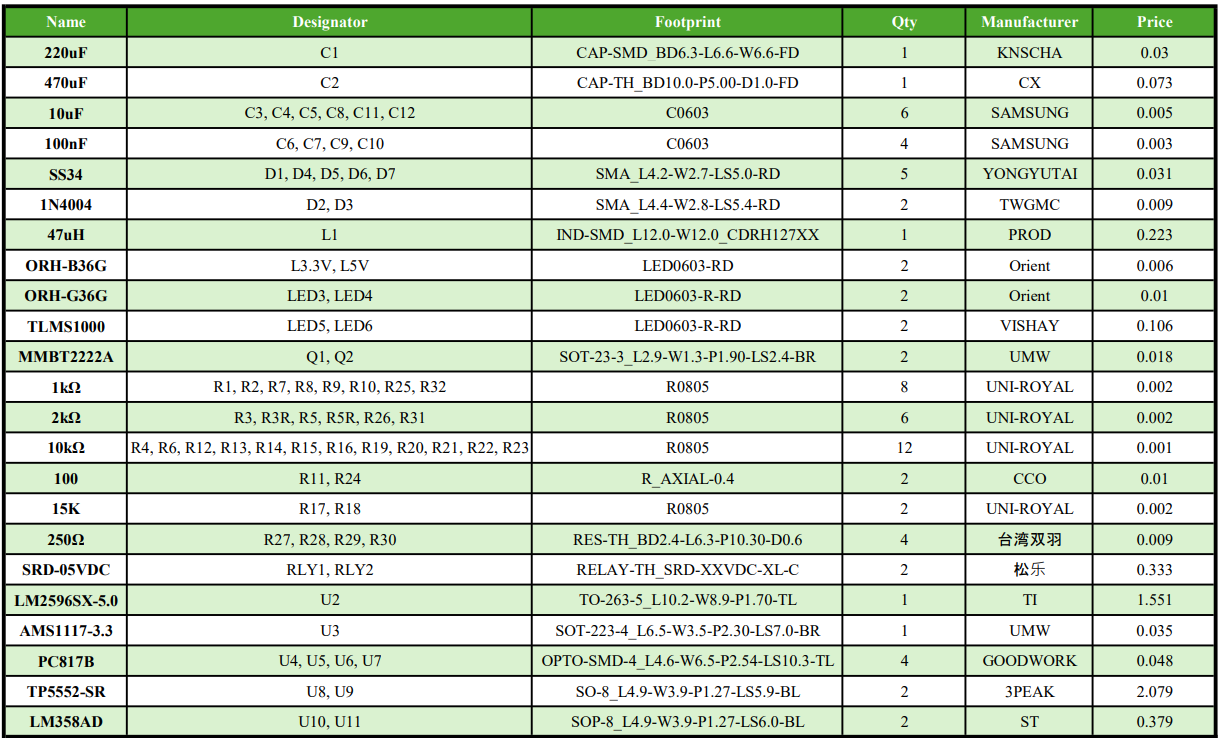 Name Designator Footprint Qty Manufacturer Price
220uF C1 CAP-SMD_BD6.3-L6.6-W6.6-FD 1 KNSCHA 0.03
470uF C2 CAP-TH_BD10.0-P5.00-D1.0-FD 1 CX 0.073
10uF C3, C4, C5, C8, C11, C12 C0603 6 SAMSUNG 0.005
100nF C6, C7, C9, C10 C0603 4 SAMSUNG 0.003
SS34 D1, D4, D5, D6, D7 SMA_L4.2-W2.7-LS5.0-RD 5 YONGYUTAI 0.031
1N4004 D2, D3 SMA_L4.4-W2.8-LS5.4-RD 2 TWGMC 0.009
47uH L1 IND-SMD_L12.0-W12.0_CDRH127XX 1 PROD 0.223
ORH-B36G L3.3V, L5V LED0603-RD 2 Orient 0.006
ORH-G36G LED3, LED4 LED0603-R-RD 2 Orient 0.01
TLMS1000 LED5, LED6 LED0603-R-RD 2 VISHAY 0.106
MMBT2222A Q1, Q2 SOT-23-3_L2.9-W1.3-P1.90-LS2.4-BR 2 UMW 0.018
1kΩ R1, R2, R7, R8, R9, R10, R25, R32 R0805 8 UNI-ROYAL 0.002
2kΩ R3, R3R, R5, R5R, R26, R31 R0805 6 UNI-ROYAL 0.002
10kΩ R4, R6, R12, R13, R14, R15, R16, R19, R20, R21, R22, R23 R0805 12 UNI-ROYAL 0.001
100 R11, R24 R_AXIAL-0.4 2 CCO 0.01
15K R17, R18 R0805 2 UNI-ROYAL 0.002
250Ω R27, R28, R29, R30 RES-TH_BD2.4-L6.3-P10.30-D0.6 4 台湾双羽 0.009
SRD-05VDC RLY1, RLY2 RELAY-TH_SRD-XXVDC-XL-C 2 松乐 0.333
LM2596SX-5.0 U2 TO-263-5_L10.2-W8.9-P1.70-TL 1 TI 1.551
AMS1117-3.3 U3 SOT-223-4_L6.5-W3.5-P2.30-LS7.0-BR 1 UMW 0.035
PC817B U4, U5, U6, U7 OPTO-SMD-4_L4.6-W6.5-P2.54-LS10.3-TL 4 GOODWORK 0.048
TP5552-SR U8, U9 SO-8_L4.9-W3.9-P1.27-LS5.9-BL 2 3PEAK 2.079
LM358AD U10, U11 SOP-8_L4.9-W3.9-P1.27-LS6.0-BL 2 ST 0.379